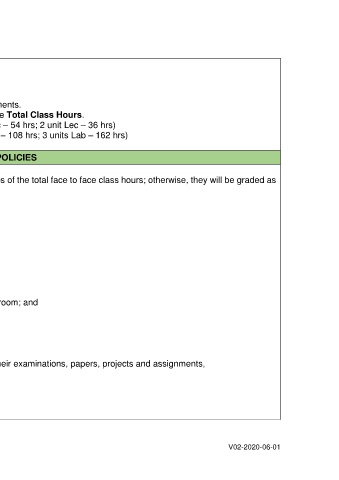 ments.
e Total Class Hours.
– 54 hrs; 2 unit Lec – 36 hrs)
– 108 hrs; 3 units Lab – 162 hrs)
POLICIES
s of the total face to face class hours; otherwise, they will be graded as
room; and
heir examinations, papers, projects and assignments,
V02-2020-06-01